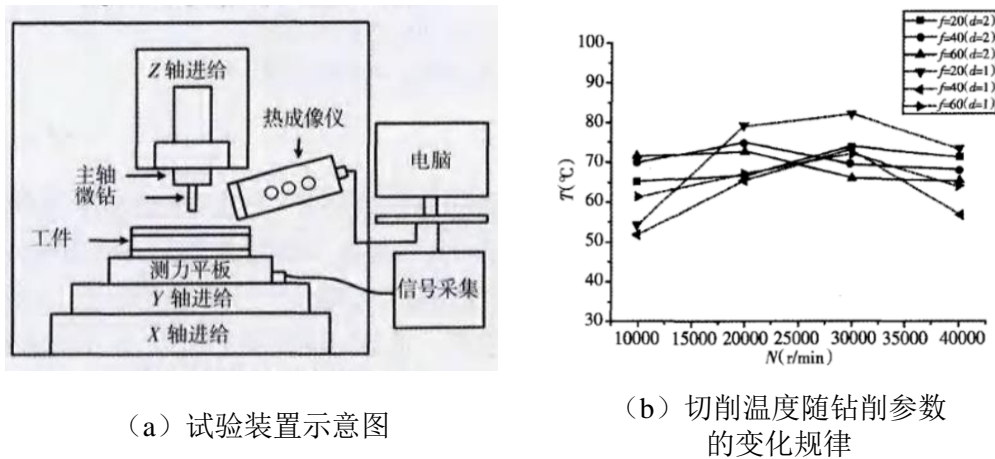 Z 轴进给
热成像仪
主轴
微钻
电脑
工件
测力平板
信号采集
Y 轴进给
X 轴进给
（a）试验装置示意图
f=20(d=2)
f=40(d=2)
f=60(d=2)
f=20(d=1)
f=40(d=1)
f=60(d=1)
100
90
80
70
60
50
40
30
T(℃)
10000 15000 20000 25000 30000 35000 40000
N(r/min)
（b）切削温度随钻削参数
的变化规律